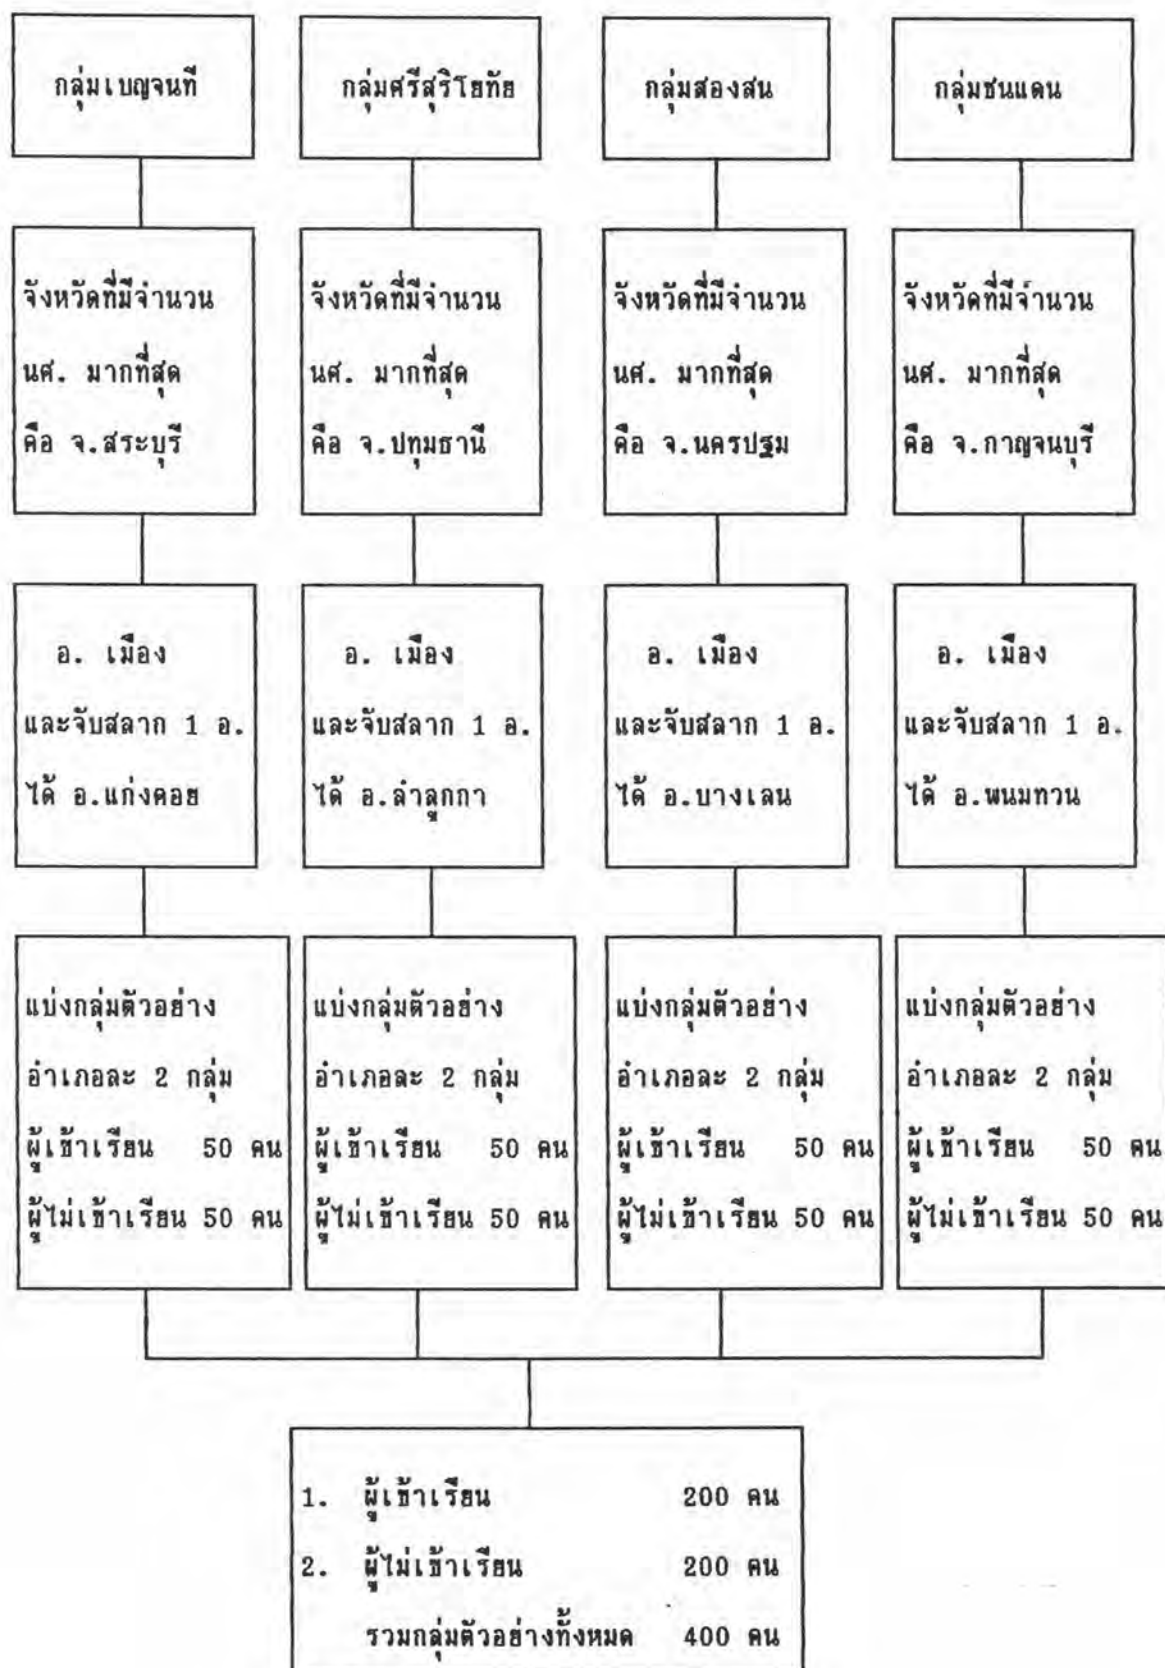 กลุ่มเบญจนที
กลุ่มศรีสุริโยทัย
กลุ่มสองสน
กลุ่มชนแดน
จังหวัดที่มีจำนวน
นศ. มากที่สุด
คือ จ.สระบุรี
จังหวัดที่มีจำนวน
นศ. มากที่สุด
คือ จ.ปทุมธานี
จังหวัดที่มีจำนวน
นศ. มากที่สุด
คือ จ.นครปฐม
จังหวัดที่มีจำนวน
นศ. มากที่สุด
คือ จ.กาญจนบุรี
อ. เมือง
และจับสลาก 1 อ.
ได้ อ.แก่งคอย
อ. เมือง
และจับสลาก 1 อ.
ได้ อ.ลำลูกกา
อ. เมือง
และจับสลาก 1 อ.
ได้ อ.บางเลน
อ. เมือง
และจับสลาก 1 อ.
ได้ อ.พนมทวน
แบ่งกลุ่มตัวอย่าง
อำเภอละ 2 กลุ่ม
ผู้เข้าเรียน 50 คน
ผู้ไม่เข้าเรียน 50 คน
แบ่งกลุ่มตัวอย่าง
อำเภอละ 2 กลุ่ม
ผู้เข้าเรียน 50 คน
ผู้ไม่เข้าเรียน 50 คน
แบ่งกลุ่มตัวอย่าง
อำเภอละ 2 กลุ่ม
ผู้เข้าเรียน 50 คน
ผู้ไม่เข้าเรียน 50 คน
แบ่งกลุ่มตัวอย่าง
อำเภอละ 2 กลุ่ม
ผู้เข้าเรียน 50 คน
ผู้ไม่เข้าเรียน 50 คน
1. ผู้เข้าเรียน 200 คน
2. ผู้ไม่เข้าเรียน 200 คน
รวมกลุ่มตัวอย่างทั้งหมด 400 คน